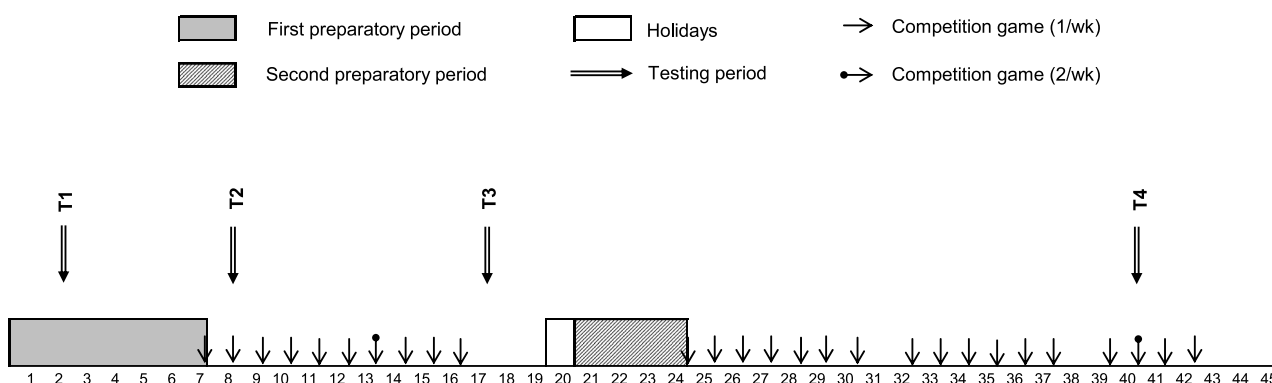 First preparatory period Holidays Competition game (1/wk)
Second preparatory period Testing period Competition game (2/wk)
T1 T2 T3 T4
1 2 3 4 5 6 7 8 9 10 11 12 13 14 15 16 17 18 19 20 21 22 23 24 25 26 27 28 29 30 31 32 33 34 35 36 37 38 39 40 41 42 43 44 45